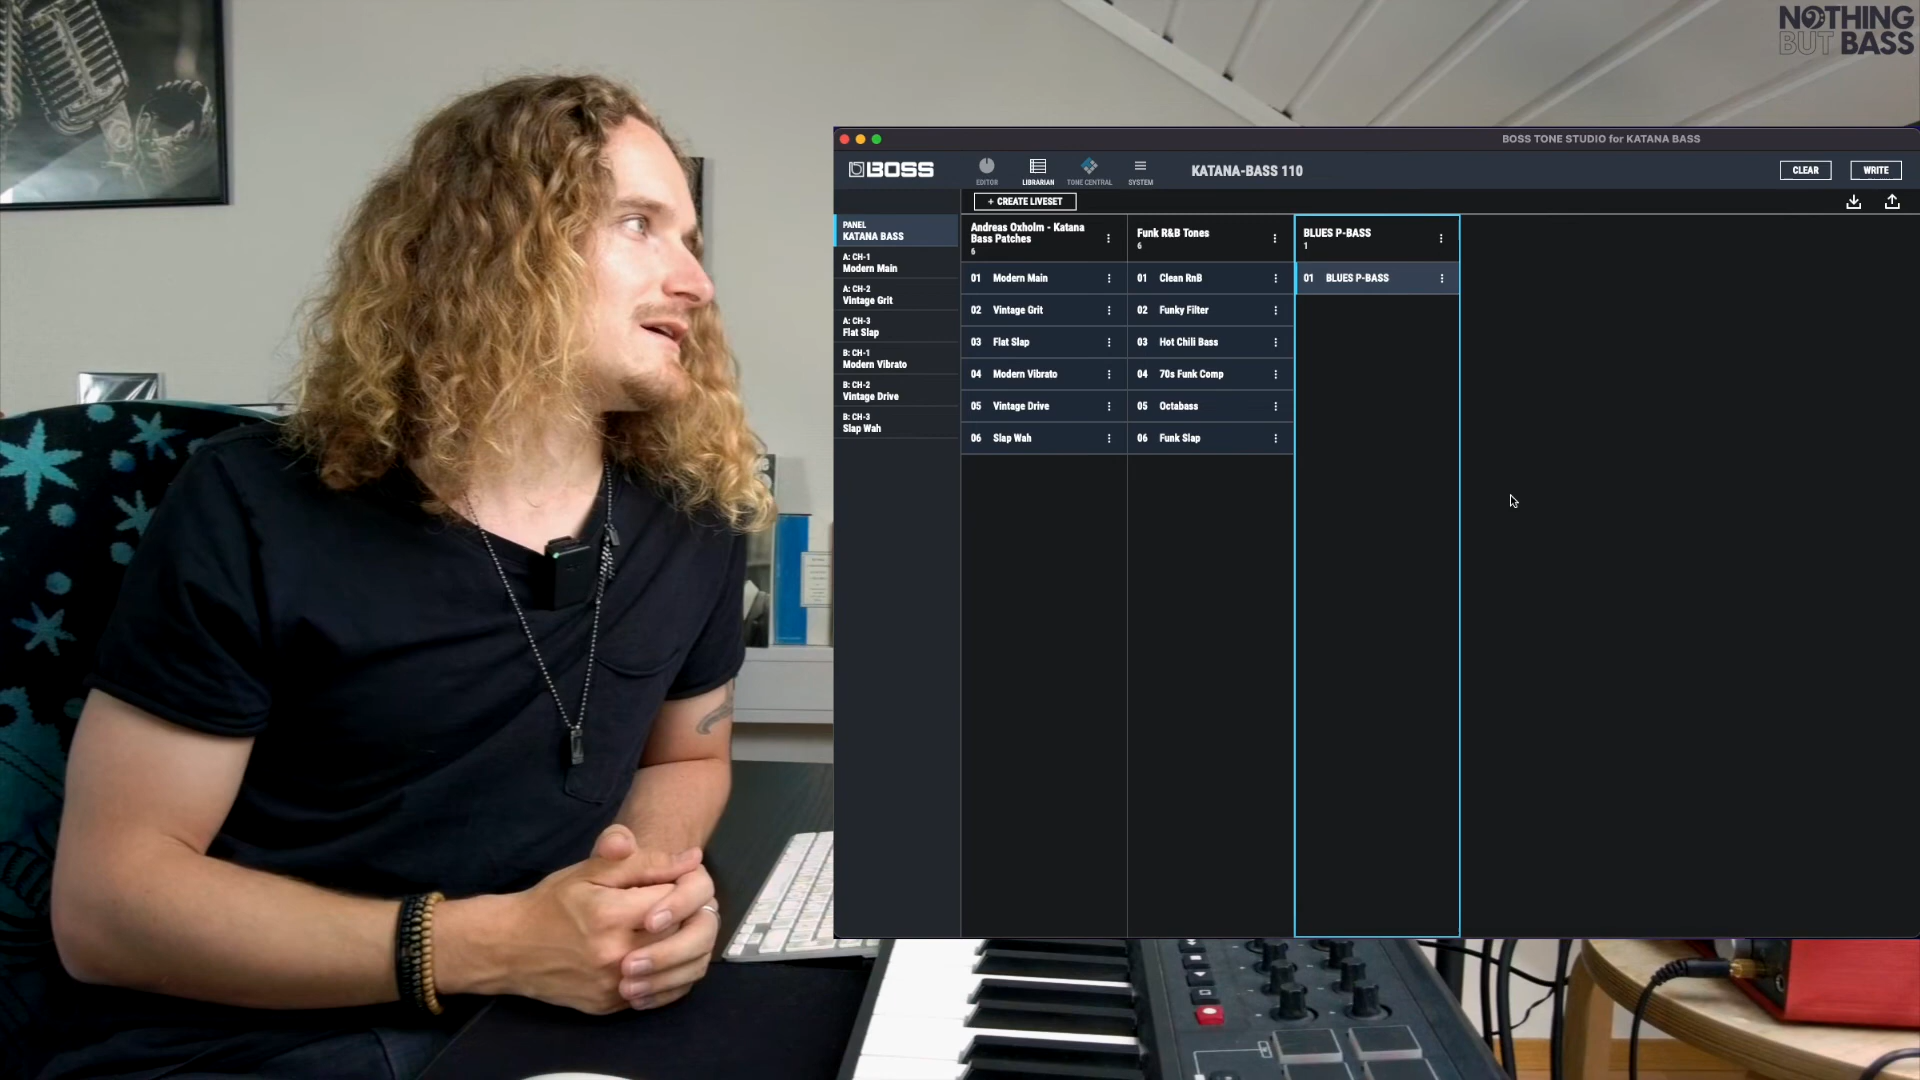 NOTHING
BUT BASS
BOSS TONE STUDIO for KATANA BASS
BOSS
EDITOR
LIBRARIAN
TONE CENTRAL
SYSTEM
KATANA-BASS 110
CLEAR
WRITE
+ CREATE LIVESET
PANEL
KATANA BASS
A: CH-1
Modern Main
A: CH-2
Vintage Grit
A: CH-3
Flat Slap
B: CH-1
Modern Vibrato
B: CH-2
Vintage Drive
B: CH-3
Slap Wah
Andreas Oxholm - Katana
Bass Patches
6
01 Modern Main
02 Vintage Grit
03 Flat Slap
04 Modern Vibrato
05 Vintage Drive
06 Slap Wah
Funk R&B Tones
6
01 Clean RnB
02 Funky Filter
03 Hot Chili Bass
04 70s Funk Comp
05 Octabass
06 Funk Slap
BLUES P-BASS
1
01 BLUES P-BASS